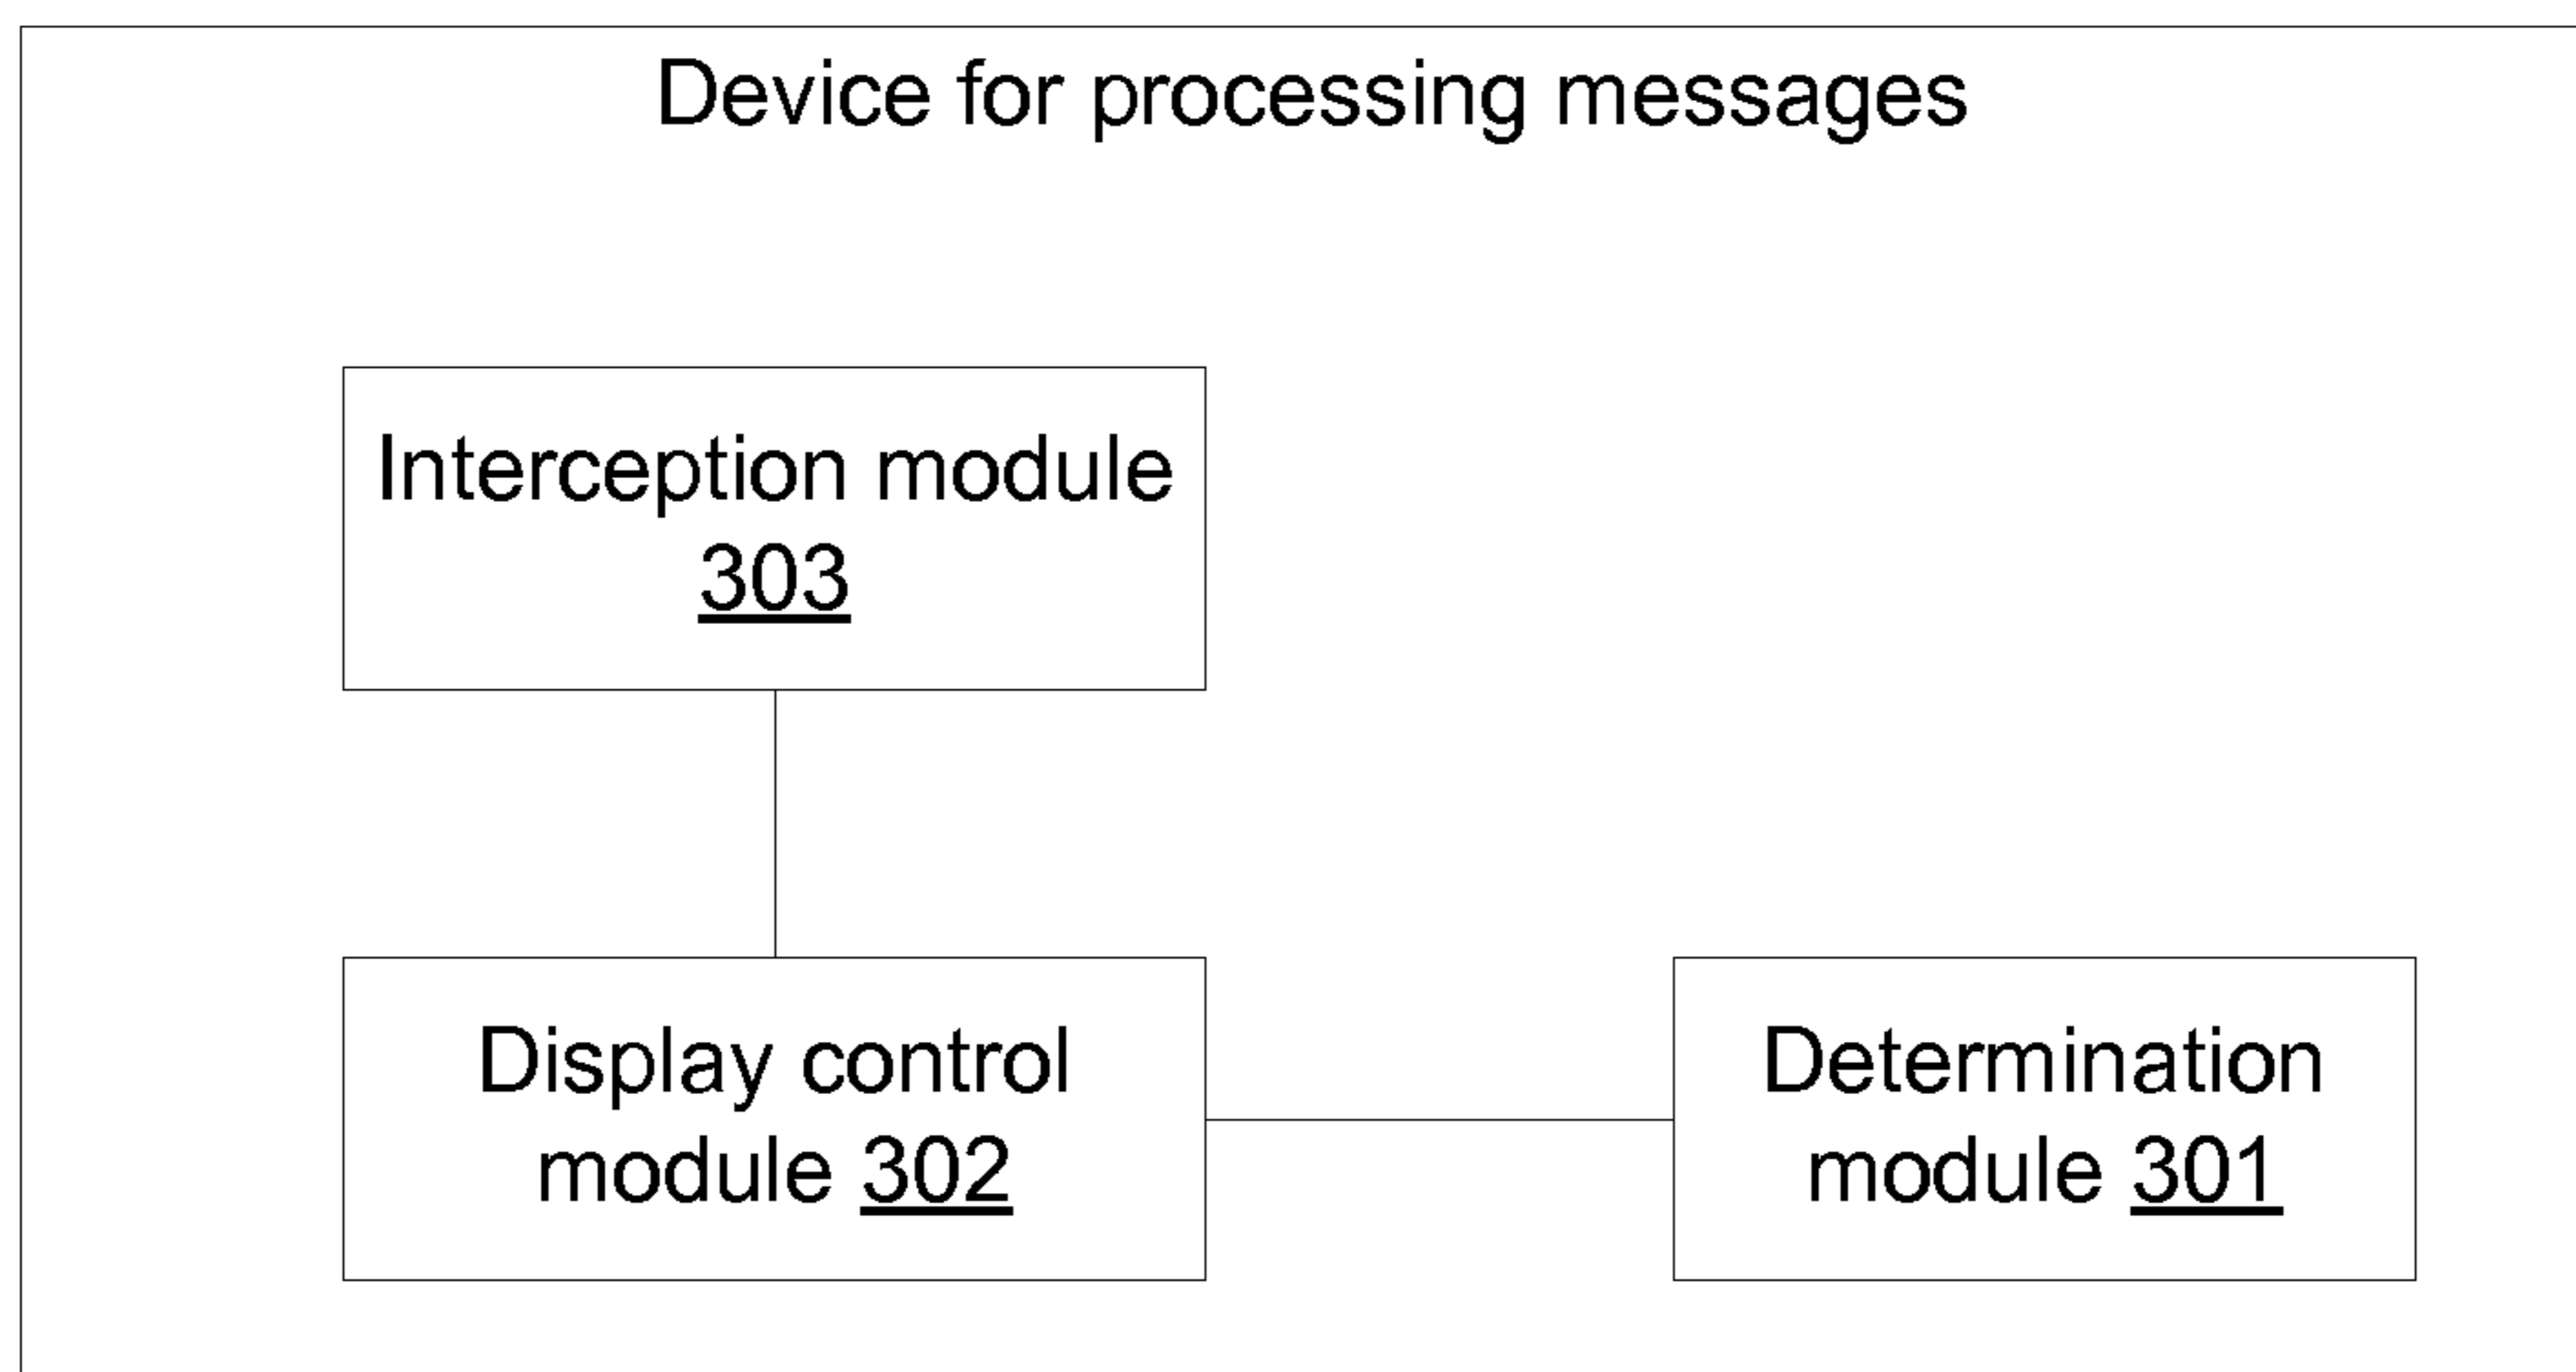 Device for processing messages
Interception module
303
Display control
module 302
Determination
module 301